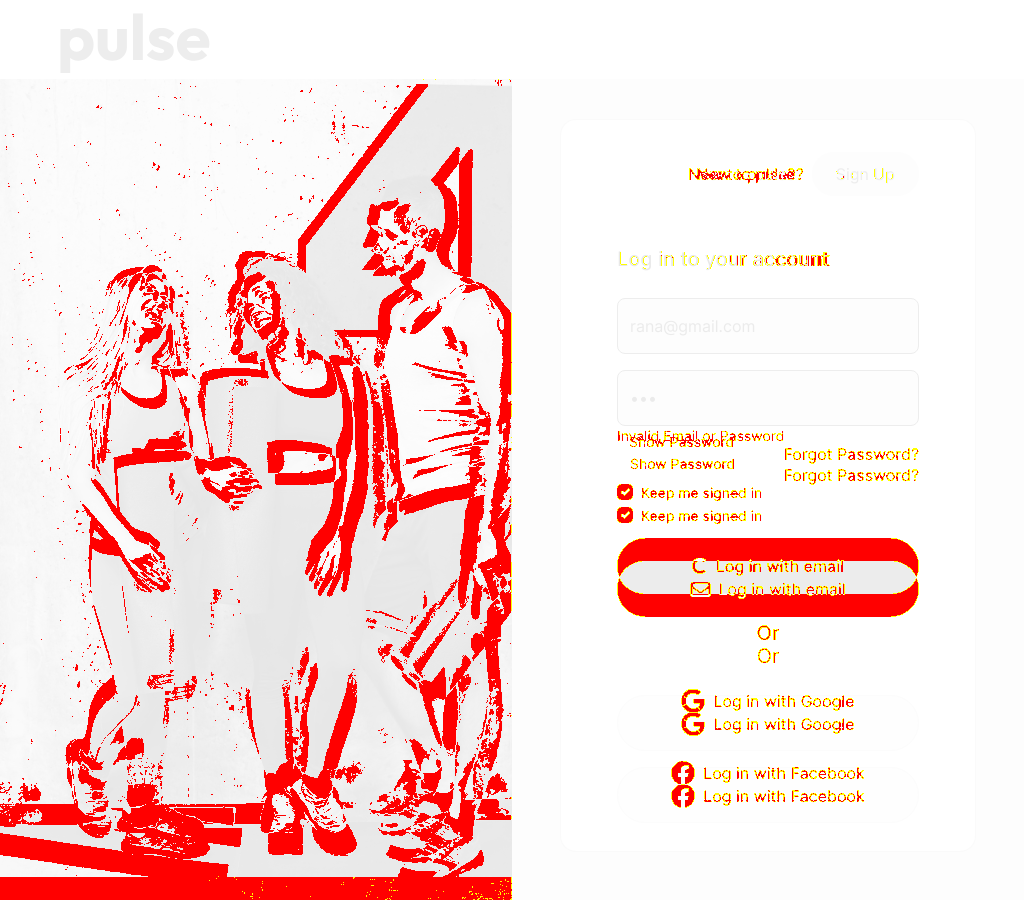 pulse
Sign Up
Log in to your account
rana@gmail.com
Invalid Email or Password
Show Password
Show Password
Forgot Password?
Forgot Password?
Keep me signed in
Keep me signed in
Log in with email
Log in with email
Or
Or
Log in with Google
Log in with Google
Log in with Facebook
Log in with Facebook